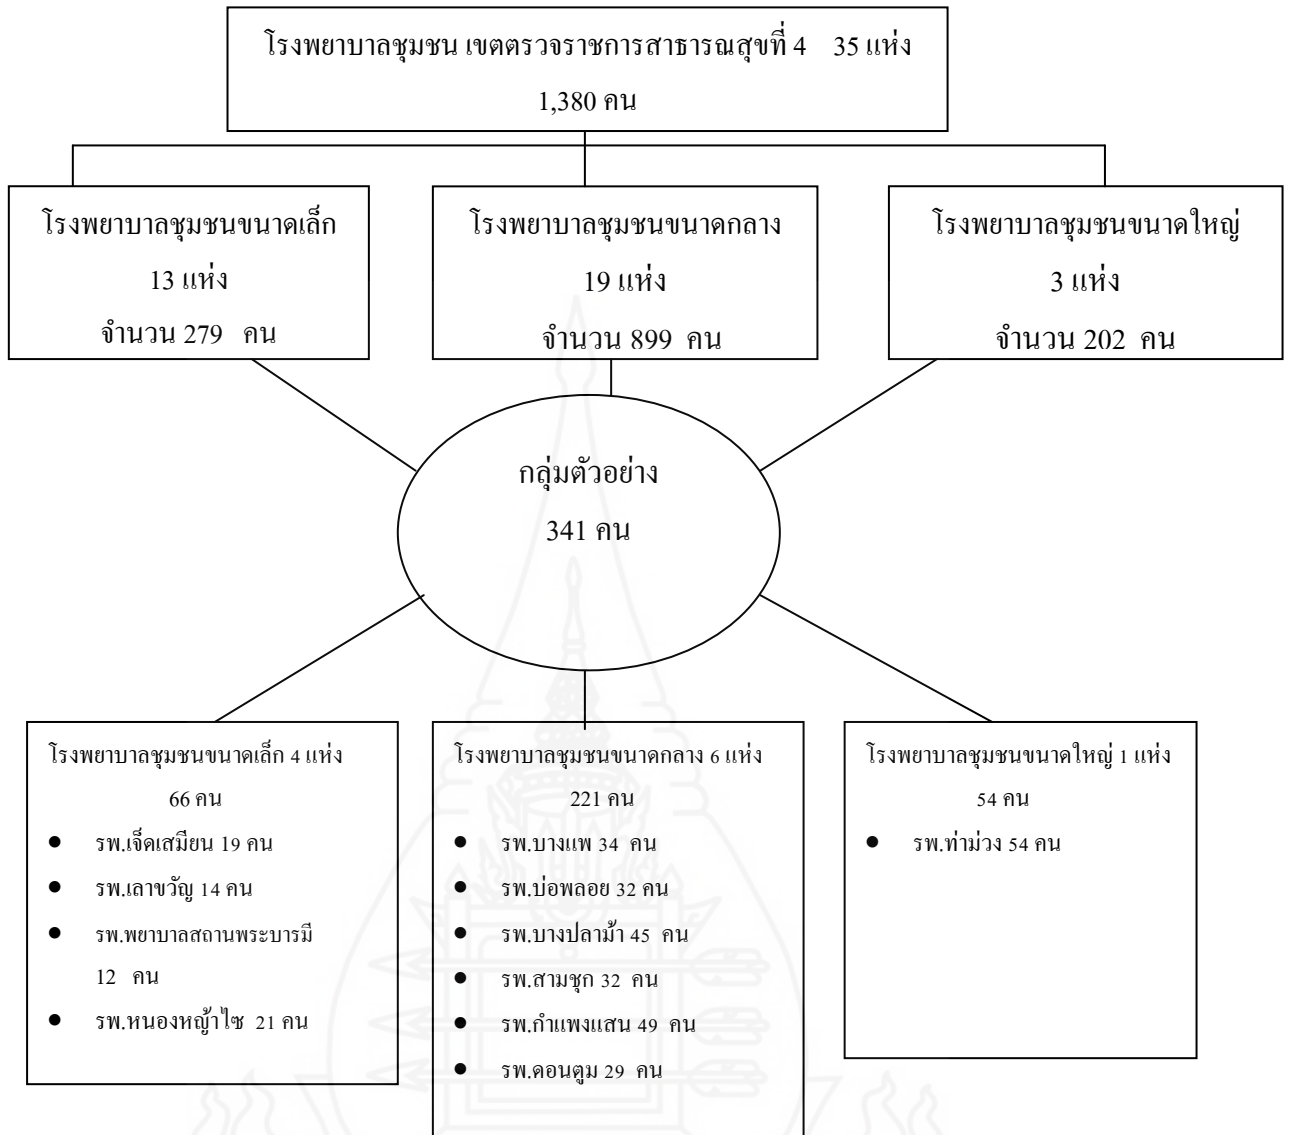 โรงพยาบาลชุมชน เขตตรวจราชการสาธารณสุขที่ 4 35 แห่ง
1,380 คน
โรงพยาบาลชุมชนขนาดเล็ก
13 แห่ง
จำนวน 279 คน
โรงพยาบาลชุมชนขนาดกลาง
19 แห่ง
จำนวน 899 คน
โรงพยาบาลชุมชนขนาดใหญ่
3 แห่ง
จำนวน 202 คน
กลุ่มตัวอย่าง
341 คน
โรงพยาบาลชุมชนขนาดเล็ก 4 แห่ง
66 คน
● รพ.เจ็ดเสมียน 19 คน
● รพ.เลาขวัญ 14 คน
● รพ.พยาบาลสถานพระบารมี
12 คน
● รพ.หนองหญ้าไซ 21 คน
โรงพยาบาลชุมชนขนาดกลาง 6 แห่ง
221 คน
● รพ.บางแพ 34 คน
● รพ.บ่อพลอย 32 คน
● รพ.บางปลาม้า 45 คน
● รพ.สามชุก 32 คน
● รพ.กำแพงแสน 49 คน
● รพ.ดอนตูม 29 คน
โรงพยาบาลชุมชนขนาดใหญ่ 1 แห่ง
54 คน
● รพ.ท่าม่วง 54 คน